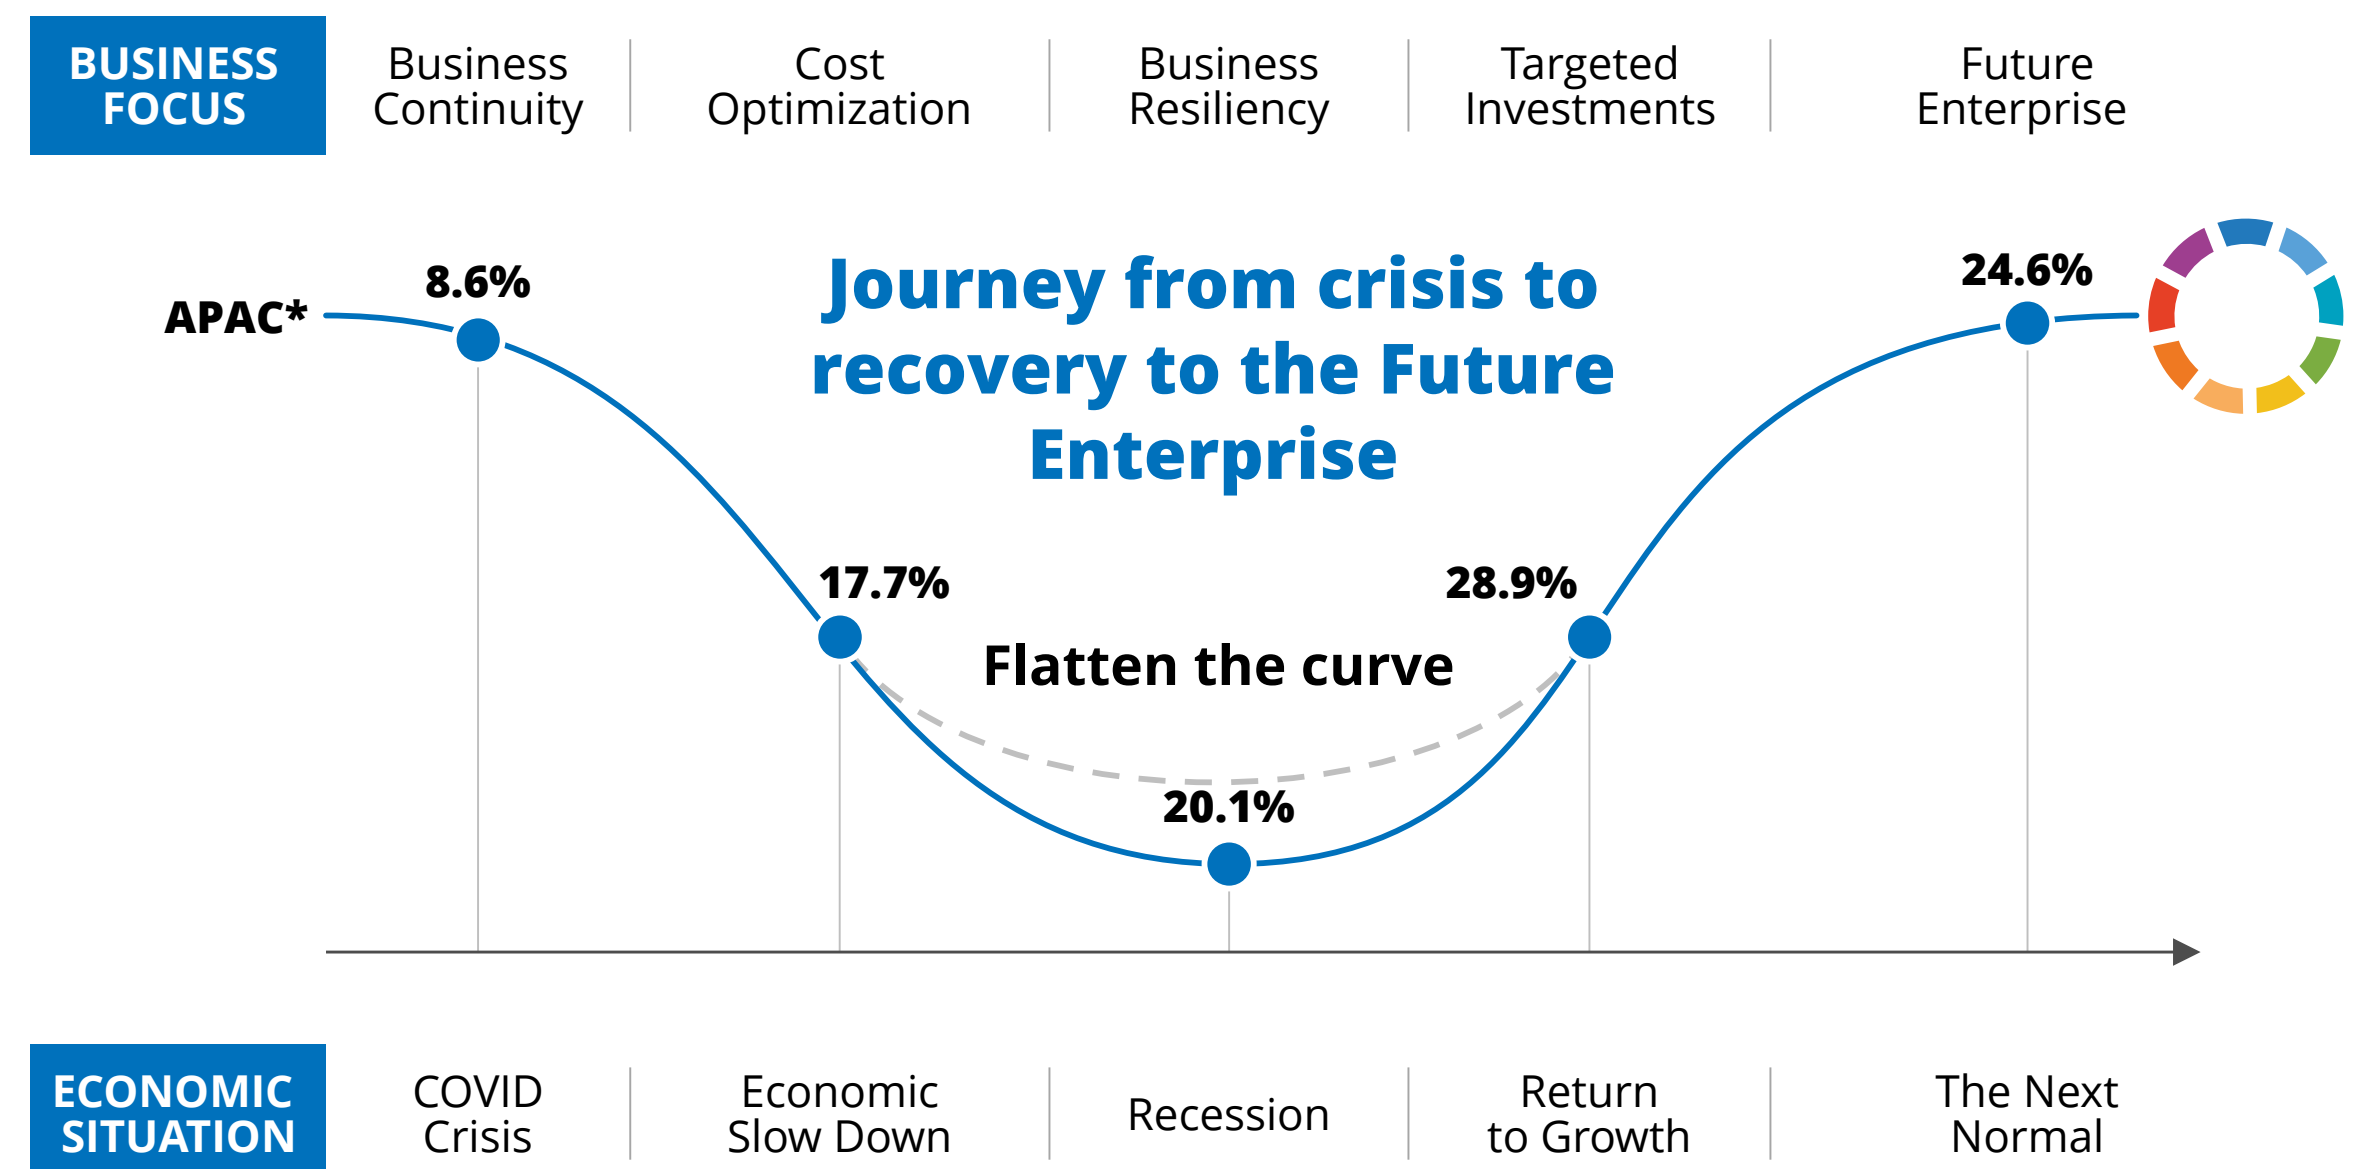 BUSINESS
FOCUS
Business
Continuity
Cost
Optimization
Business
Resiliency
Targeted
Investments
Future
Enterprise
Journey from crisis to
recovery to the Future
Enterprise
APAC*
8.6%
17.7%
Flatten the curve
20.1%
28.9%
24.6%
ECONOMIC
SITUATION
COVID
Crisis
Economic
Slow Down
Recession
Return
to Growth
The Next
Normal